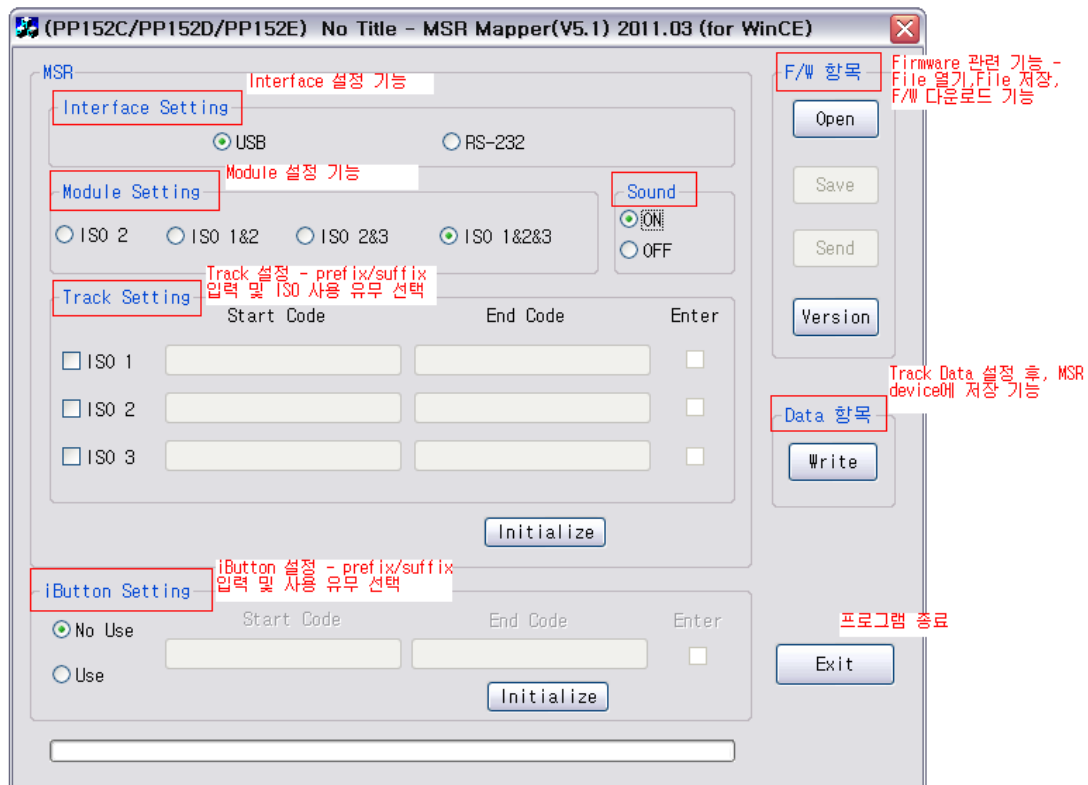 (PP152C/PP152D/PP152E) No Title - MSR Mapper(V5.1) 2011.03 (for WinCE)
MSR
Interface 설정 기능
Interface Setting
USB
RS-232
Module 설정 기능
Module Setting
ISO 2
ISO 1&2
ISO 2&3
ISO 1&2&3
Sound
ON
OFF
Track 설정 - prefix/suffix
입력 및 ISO 사용 유무 선택
Track Setting
Start Code
End Code
Enter
ISO 1
ISO 2
ISO 3
Initialize
iButton 설정 - prefix/suffix
입력 및 사용 유무 선택
iButton Setting
No Use
Use
Start Code
End Code
Enter
Initialize
F/W 항목
Firmware 관련 기능 -
File 열기,File 저장,
F/W 다운로드 기능
Open
Save
Send
Version
Track Data 설정 후, MSR
device에 저장 기능
Data 항목
Write
프로그램 종료
Exit